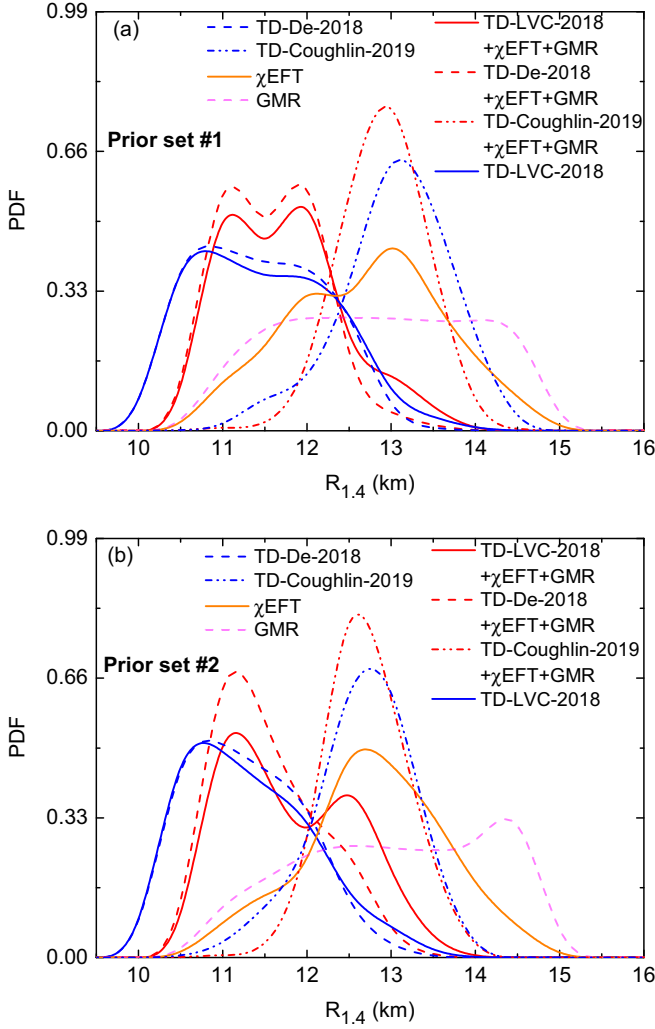 (a)
TD-De-2018
TD-Coughlin-2019
χEFT
GMR
TD-LVC-2018
+χEFT+GMR
TD-De-2018
+χEFT+GMR
TD-Coughlin-2019
+χEFT+GMR
TD-LVC-2018
Prior set #1
0.99
0.66
0.33
0.00
PDF
10 11 12 13 14 15 16
R1.4 (km)
(b)
TD-De-2018
TD-Coughlin-2019
χEFT
GMR
TD-LVC-2018
+χEFT+GMR
TD-De-2018
+χEFT+GMR
TD-Coughlin-2019
+χEFT+GMR
TD-LVC-2018
Prior set #2
0.99
0.66
0.33
0.00
PDF
10 11 12 13 14 15 16
R1.4 (km)